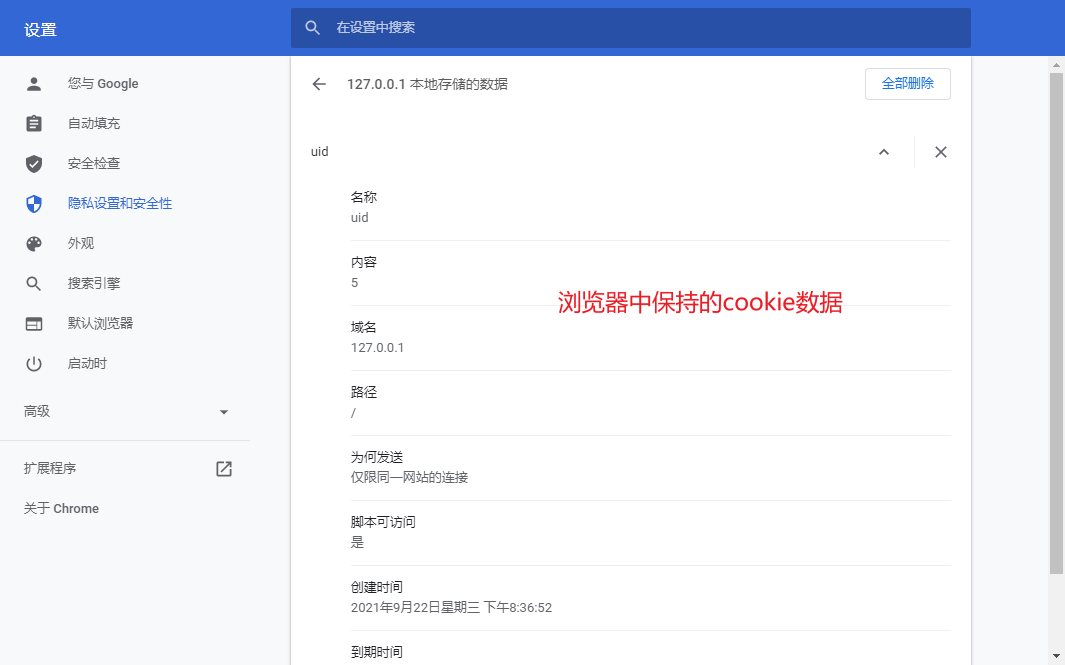 设置
在设置中搜索
您与 Google
自动填充
安全检查
隐私设置和安全性
外观
搜索引擎
默认浏览器
启动时
高级
扩展程序
关于 Chrome
127.0.0.1 本地存储的数据
全部删除
uid
名称
uid
内容
5
浏览器中保持的cookie数据
域名
127.0.0.1
路径
/
为何发送
仅限同一网站的连接
脚本可访问
是
创建时间
2021年9月22日星期三 下午8:36:52
到期时间